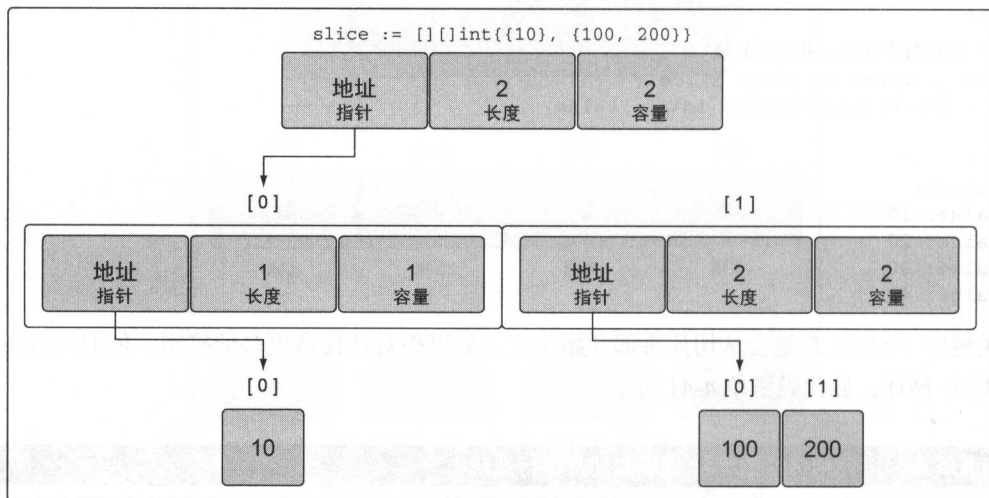 slice := [][]int{{10}, {100, 200}}
地址 2 2
指针 长度 容量
[0] [1]
地址 1 1 地址 2 2
指针 长度 容量 指针 长度 容量
[0] [0] [1]
10 100 200